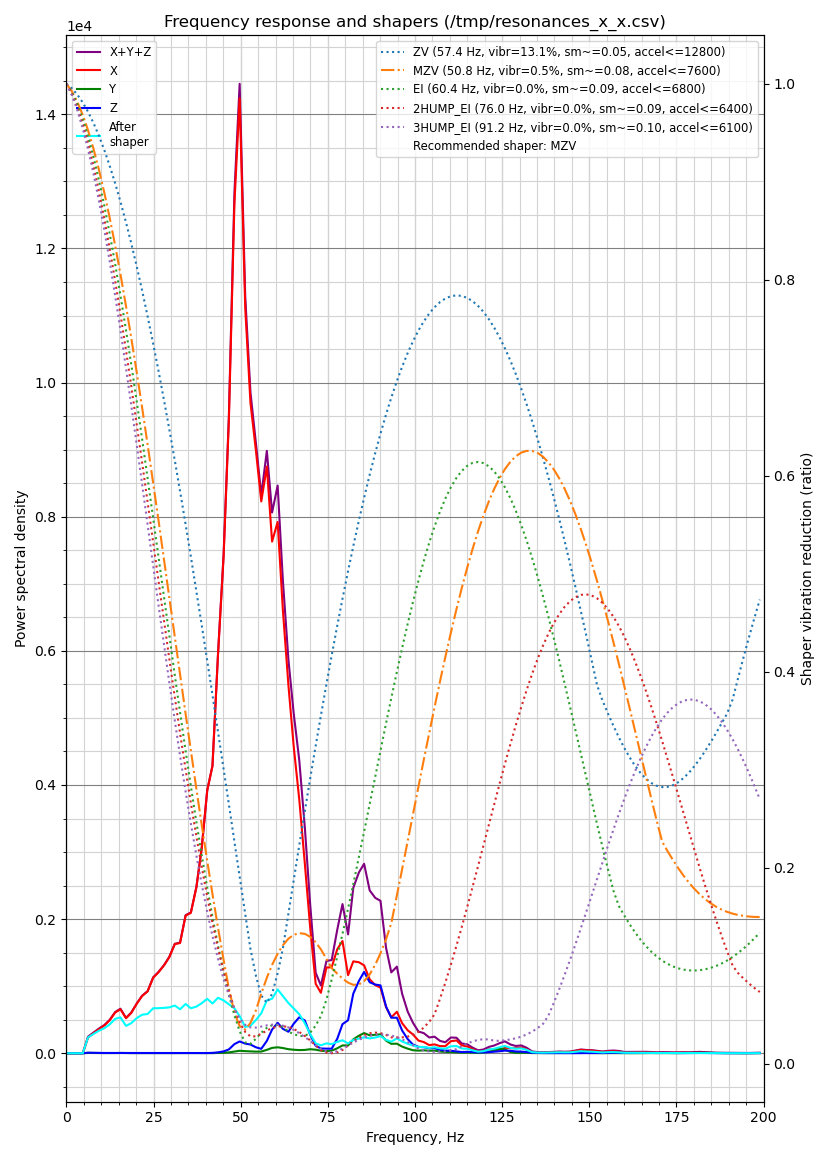 Frequency response and shapers (/tmp/resonances_x_x.csv)
1e4
X+Y+Z
X
Y
Z
After
shaper
ZV (57.4 Hz, vibr=13.1%, sm~=0.05, accel<=12800)
MZV (50.8 Hz, vibr=0.5%, sm~=0.08, accel<=7600)
EI (60.4 Hz, vibr=0.0%, sm~=0.09, accel<=6800)
2HUMP_EI (76.0 Hz, vibr=0.0%, sm~=0.09, accel<=6400)
3HUMP_EI (91.2 Hz, vibr=0.0%, sm~=0.10, accel<=6100)
Recommended shaper: MZV
1.4
1.2
1.0
0.8
0.6
0.4
0.2
0.0
Power spectral density
1.0
0.8
0.6
0.4
0.2
0.0
Shaper vibration reduction (ratio)
0 25 50 75 100 125 150 175 200
Frequency, Hz